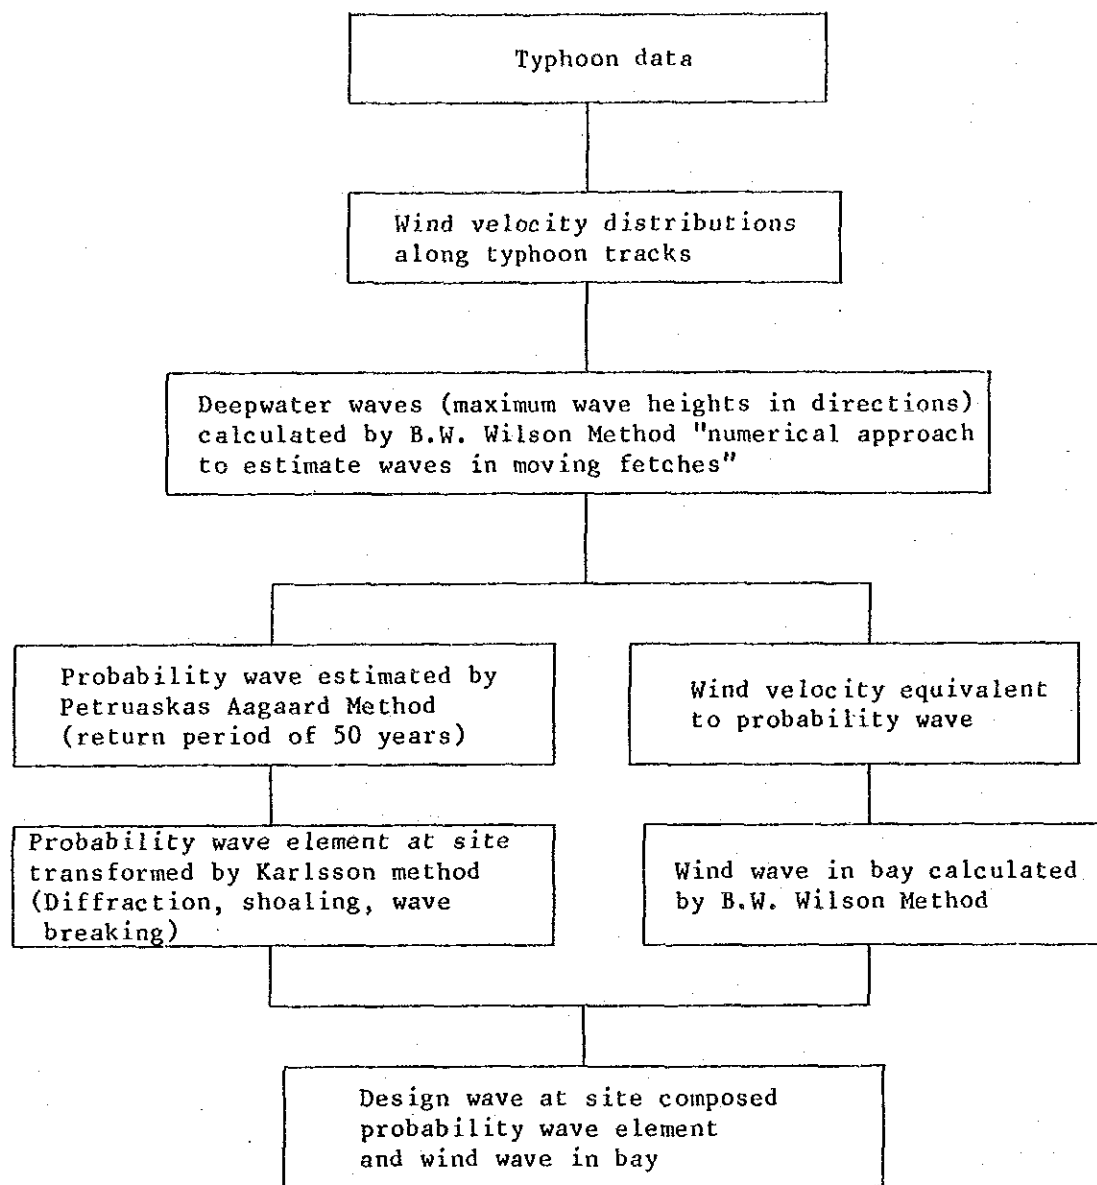 Typhoon data
Wind velocity distributions
along typhoon tracks
Deepwater waves (maximum wave heights in directions)
calculated by B.W. Wilson Method "numerical approach
to estimate waves in moving fetches"
Probability wave estimated by
Petruaskas Aagaard Method
(return period of 50 years)
Wind velocity equivalent
to probability wave
Probability wave element at site
transformed by Karlsson method
(Diffraction, shoaling, wave
breaking)
Wind wave in bay calculated
by B.W. Wilson Method
Design wave at site composed
probability wave element
and wind wave in bay